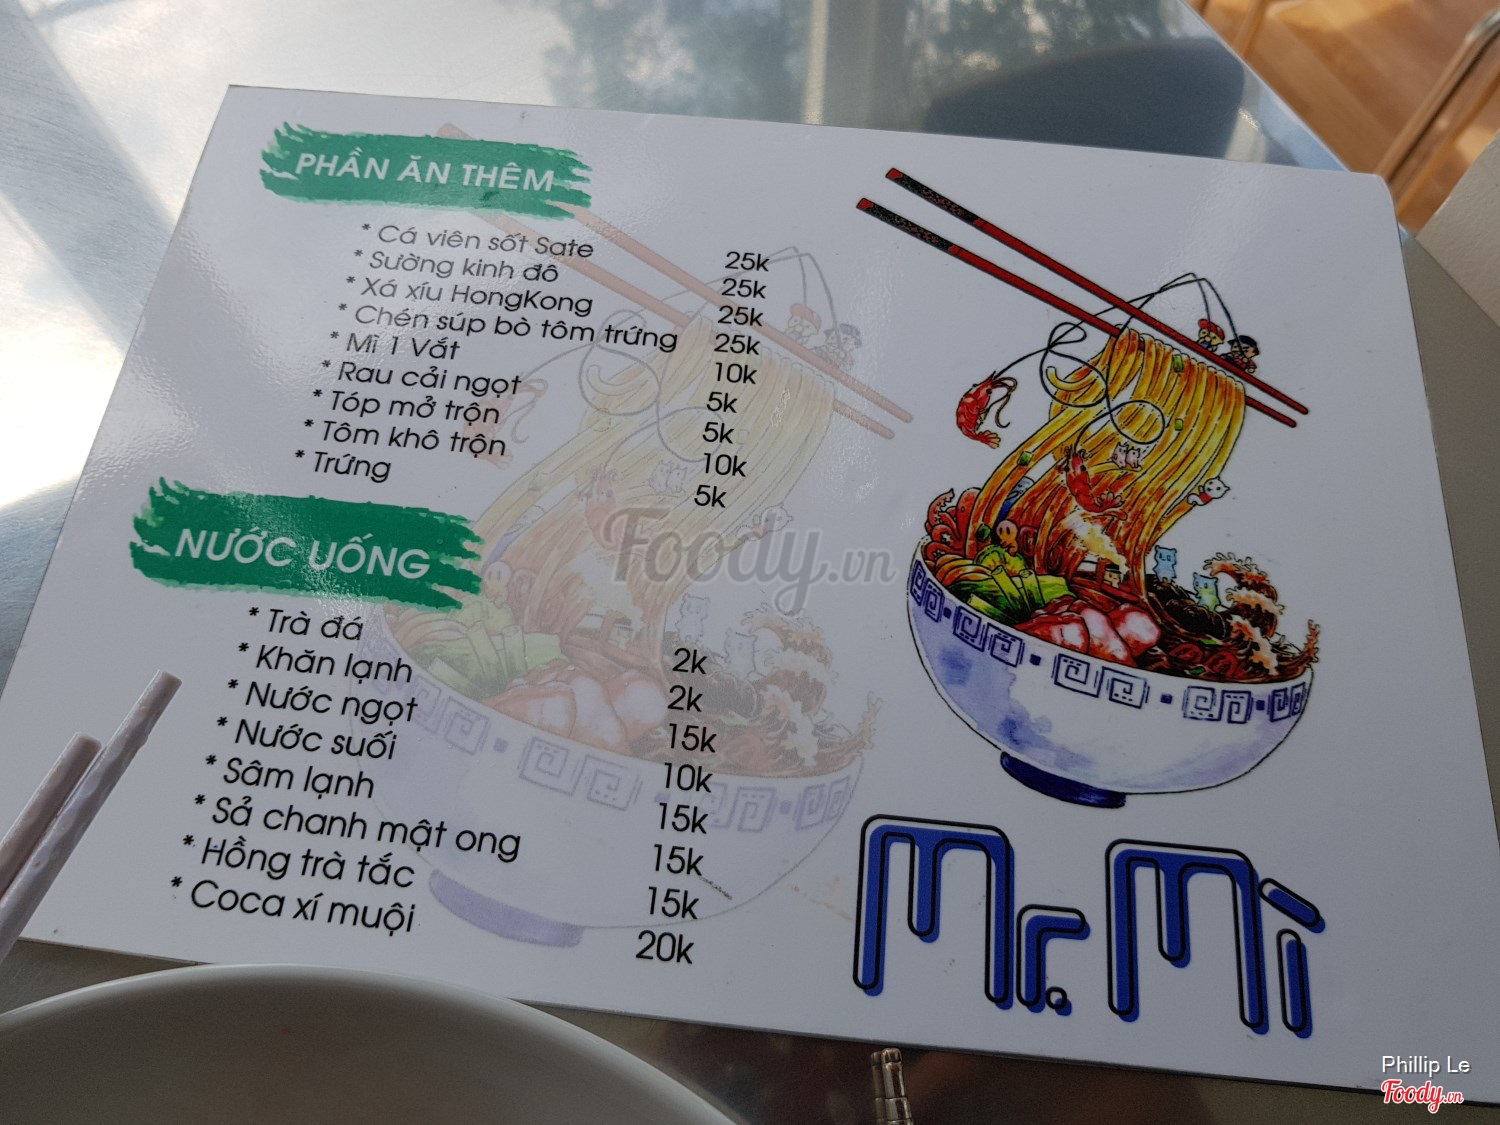 PHẦN ĂN THÊM
* Cá viên sốt Sate 25k
* Sường kinh đô 25k
* Xá xíu HongKong 25k
* Chén súp bò tôm trứng 25k
* Mì 1 Vắt 10k
* Rau cải ngọt 5k
* Tóp mở trộn 5k
* Tôm khô trộn 10k
* Trứng 5k
NƯỚC UỐNG
* Trà đá 2k
* Khăn lạnh 2k
* Nước ngọt 15k
* Nước suối 10k
* Sâm lạnh 15k
* Sả chanh mật ong 15k
* Hồng trà tắc 15k
* Coca xí muội 20k
Mr. Mì
Foody.vn
Phillip Le
Foody.vn